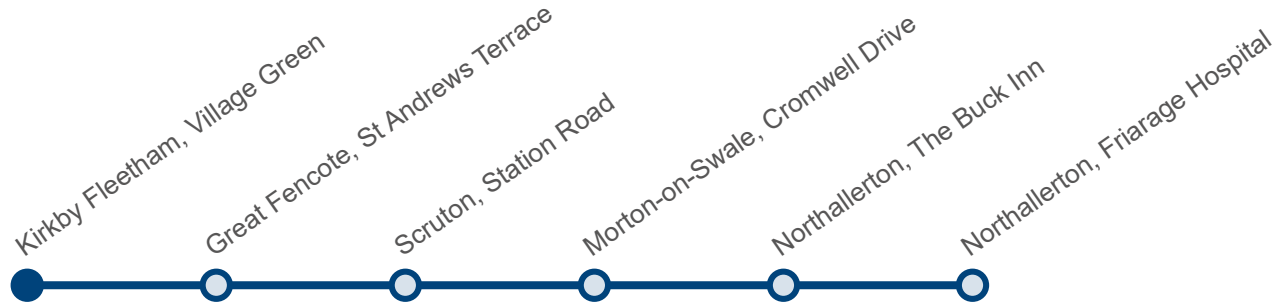 Kirkby Fleetham, Village Green
Great Fencote, St Andrews Terrace
Scruton, Station Road
Morton-on-Swale, Cromwell Drive
Northallerton, The Buck Inn
Northallerton, Friarage Hospital